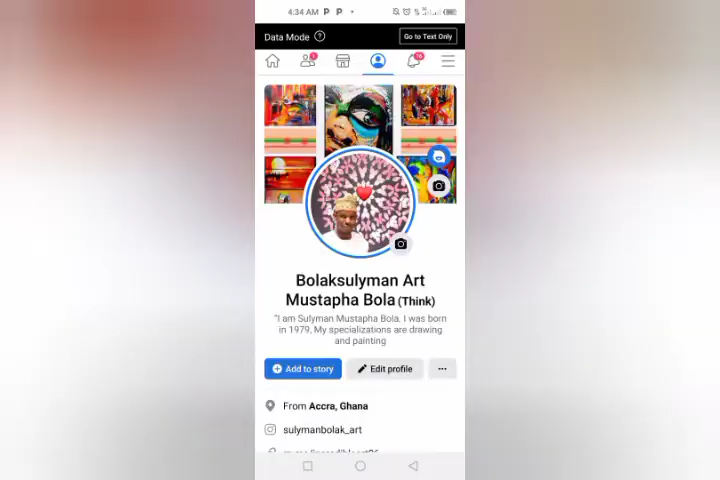 4:34 AM P P
Data Mode
Go to Text Only
Bolaksulyman Art
Mustapha Bola (Think)
"I am Sulyman Mustapha Bola. I was born
in 1979, My specializations are drawing
and painting
Add to story
Edit profile
From Accra, Ghana
sulymanbolak_art